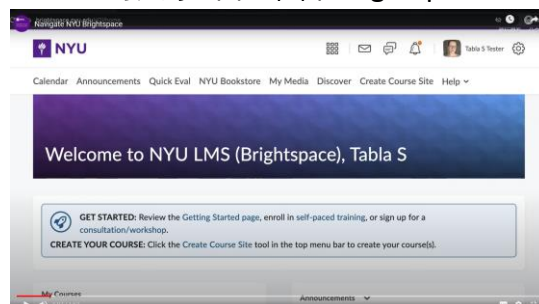 Navigate NYU Brightspace
NYU
Tabla S Tester
Calendar Announcements Quick Eval NYU Bookstore My Media Discover Create Course Site Help
Welcome to NYU LMS (Brightspace), Tabla S
GET STARTED: Review the Getting Started page, enroll in self-paced training, or sign up for a
consultation/workshop.
CREATE YOUR COURSE: Click the Create Course Site tool in the top menu bar to create your course(s).
My Courses
Announcements